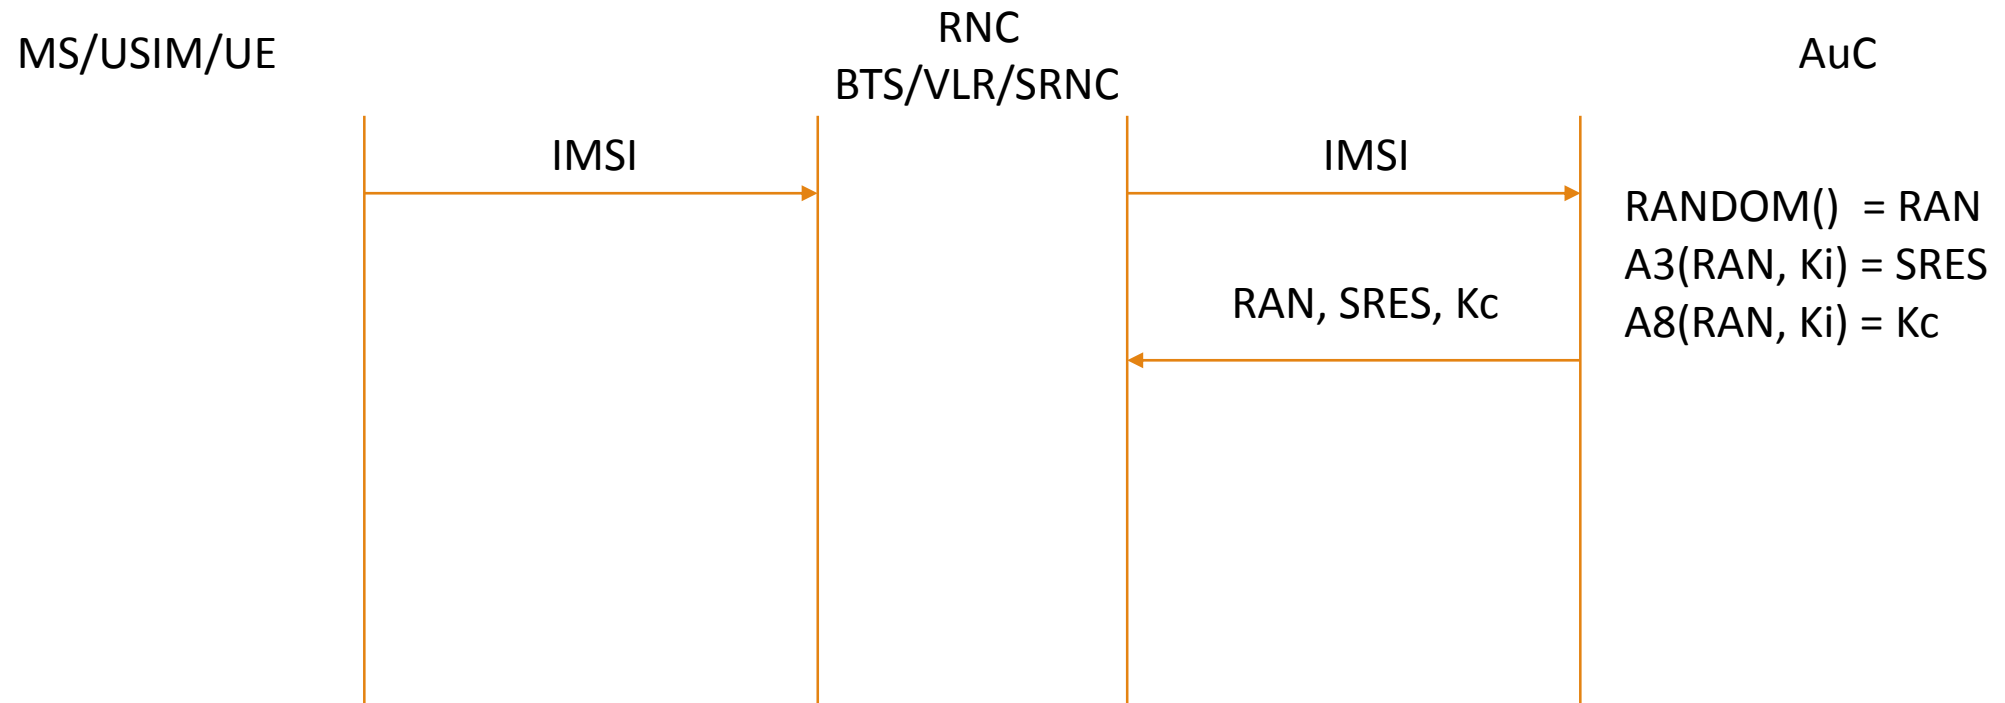 MS/USIM/UE
RNC
BTS/VLR/SRNC
AuC
IMSI
IMSI
RANDOM()  = RAN
A3(RAN, Ki) = SRES
A8(RAN, Ki) = Kc
RAN, SRES, Kc